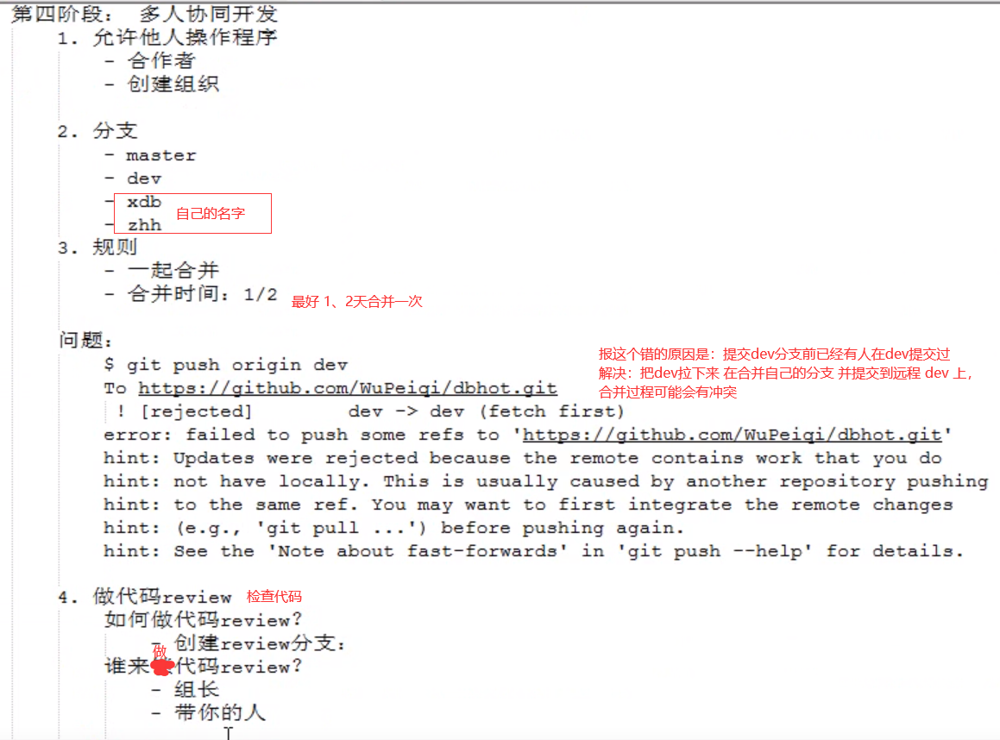 第四阶段： 多人协同开发
1. 允许他人操作程序
- 合作者
- 创建组织
2. 分支
- master
- dev
- xdb
自己的名字
- zhh
3. 规则
- 一起合并
- 合并时间：1/2
最好 1、2天合并一次
问题：
$ git push origin dev
To https://github.com/WuPeiqi/dbhot.git
! [rejected] dev -> dev (fetch first)
error: failed to push some refs to 'https://github.com/WuPeiqi/dbhot.git'
hint: Updates were rejected because the remote contains work that you do
hint: not have locally. This is usually caused by another repository pushing
hint: to the same ref. You may want to first integrate the remote changes
hint: (e.g., 'git pull ...') before pushing again.
hint: See the 'Note about fast-forwards' in 'git push --help' for details.
报这个错的原因是：提交dev分支前已经有人在dev提交过
解决：把dev拉下来 在合并自己的分支 并提交到远程 dev 上，
合并过程可能会有冲突
4. 做代码review 检查代码
如何做代码review？
- 创建review分支：
谁来做代码review？
- 组长
- 带你的人